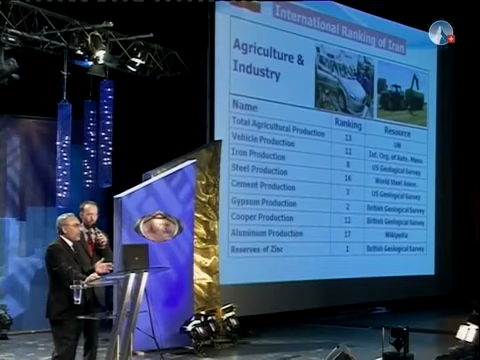 International Ranking of Iran
Agriculture &
Industry
Name Ranking Resource
Total Agricultural Production 13 UN
Vehicle Production 12 Int. Org. of Auto. Manu.
Iron Production 8 US Geological Survey
Steel Production 16 World Steel Assoc.
Cement Production US Geological Survey
Gypsum Production 2 British Geological Survey
Cooper Production 12 British Geological Survey
Aluminum Production 17 Wikipedia
Reserves of Zinc 1 British Geological Survey